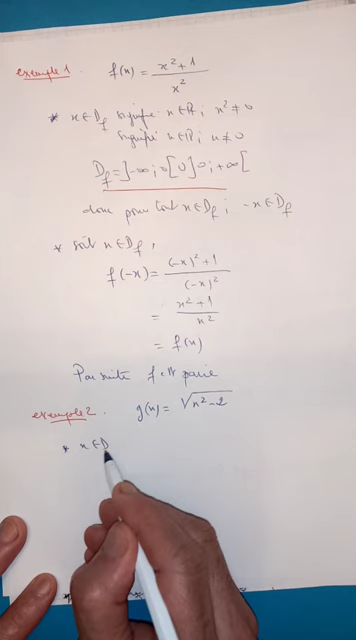 exemple 1 f(x) = x²+1 / x²
* x∈D_f signifie x∈ℝ ; x² ≠ 0
signifie x∈ℝ ; x ≠ 0
D_f = ]-∞ ; 0[ ∪ ]0 ; +∞[
donc pour tout x∈D_f ; -x∈D_f
* soit x∈D_f,
f(-x) = (-x)²+1 / (-x)²
= x²+1 / x²
= f(x)
Par suite f est paire
exemple 2. g(x) = √x²-2
* x∈D